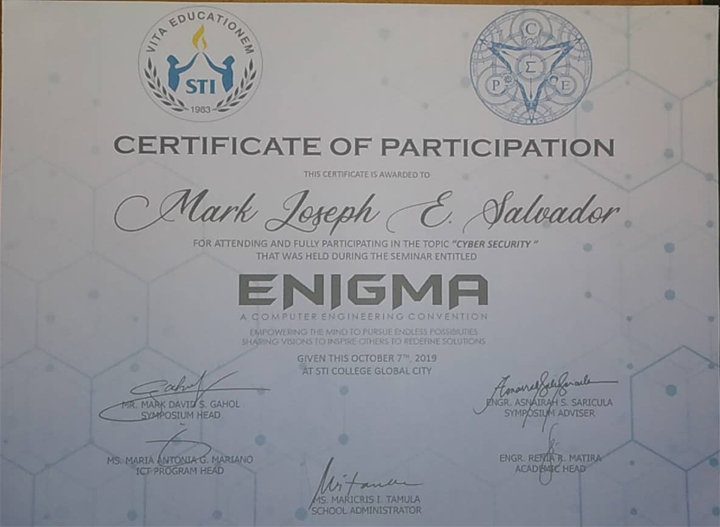 VITA EDUCATIONEM
STI
1983
C
Σ
P
E
CERTIFICATE OF PARTICIPATION
THIS CERTIFICATE IS AWARDED TO
Mark Joseph E. Salvador
FOR ATTENDING AND FULLY PARTICIPATING IN THE TOPIC "CYBER SECURITY "
THAT WAS HELD DURING THE SEMINAR ENTITLED
ENIGMA
A COMPUTER ENGINEERING CONVENTION
EMPOWERING THE MIND TO PURSUE ENDLESS POSSIBILITIES
SHARING VISIONS TO INSPIRE OTHERS TO REDEFINE SOLUTIONS
GIVEN THIS OCTOBER 7TH, 2019
AT STI COLLEGE GLOBAL CITY
MR. MARK DAVID S. GAHOL
SYMPOSIUM HEAD
ENGR. ASNAIRAH S. SARICULA
SYMPOSIUM ADVISER
MS. MARIA ANTONIA G. MARIANO
ICT PROGRAM HEAD
ENGR. RENIA R. MATIRA
ACADEMIC HEAD
MS. MARICRIS I. TAMULA
SCHOOL ADMINISTRATOR